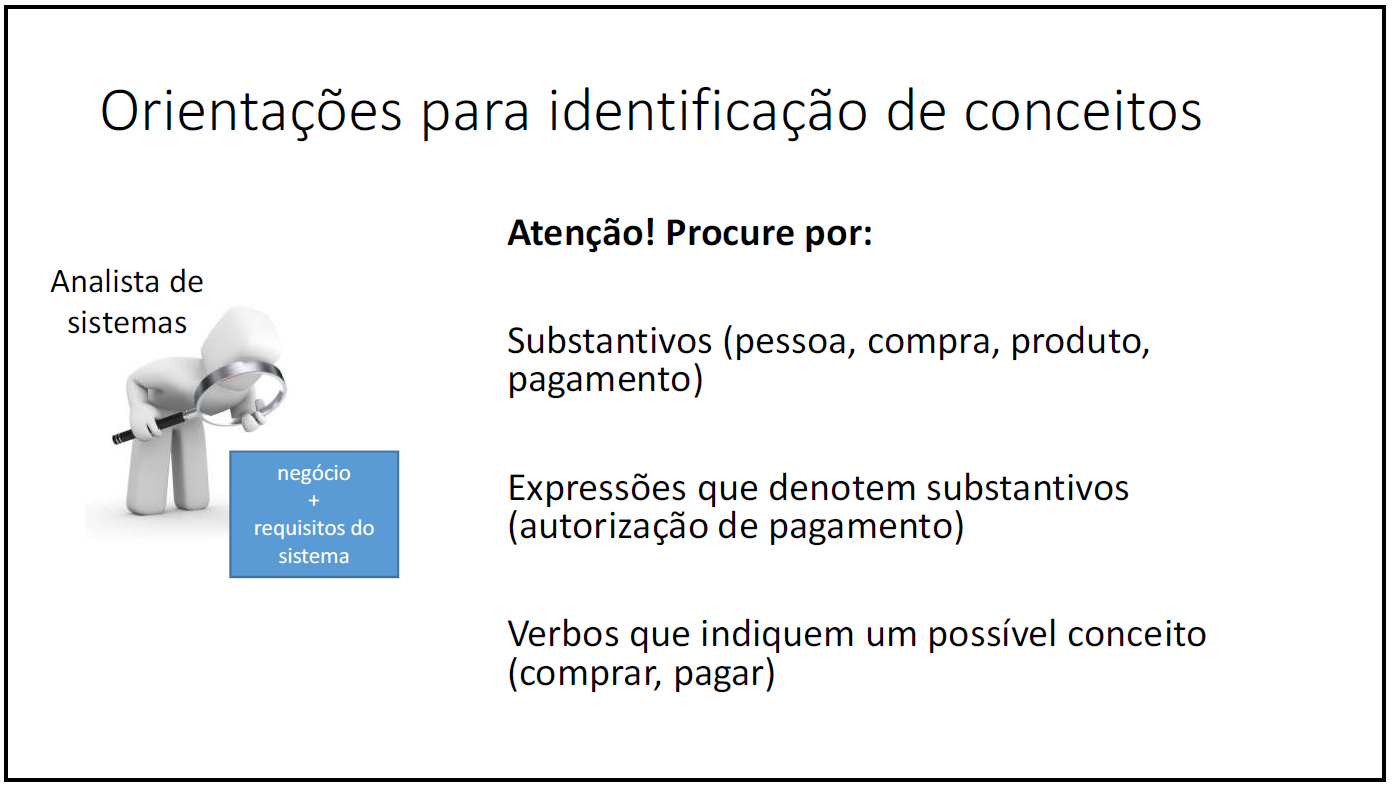 Orientações para identificação de conceitos
Analista de
sistemas
negócio
+
requisitos do
sistema
Atenção! Procure por:
Substantivos (pessoa, compra, produto,
pagamento)
Expressões que denotem substantivos
(autorização de pagamento)
Verbos que indiquem um possível conceito
(comprar, pagar)